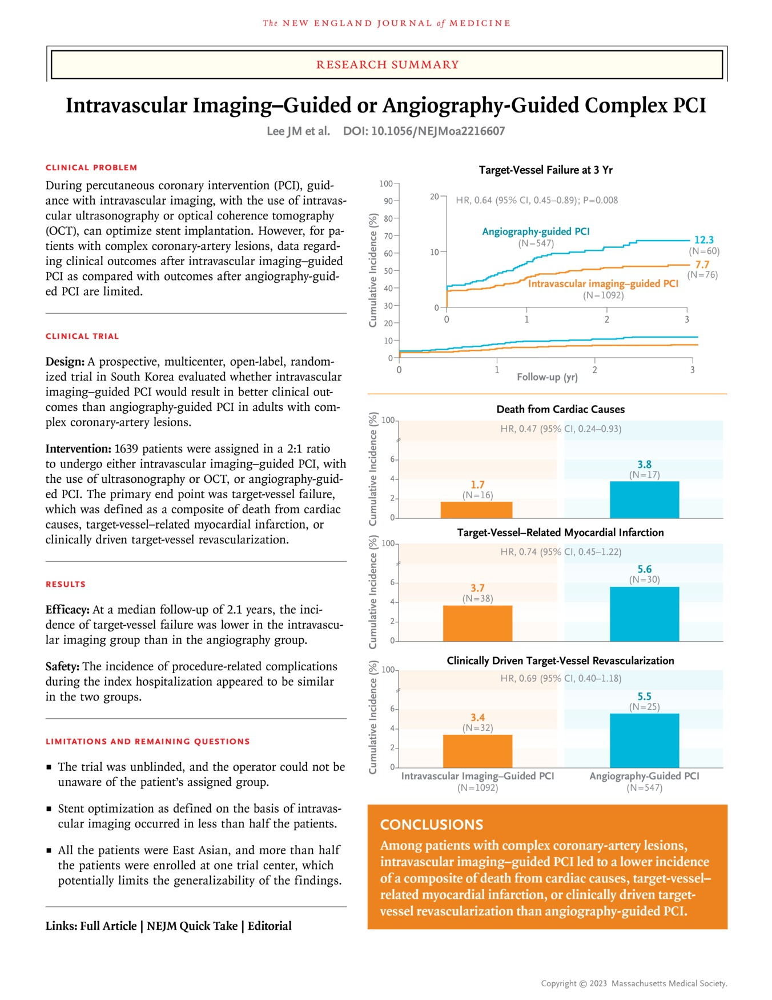 The NEW ENGLAND JOURNAL of MEDICINE
RESEARCH SUMMARY
Intravascular Imaging–Guided or Angiography-Guided Complex PCI
Lee JM et al. DOI: 10.1056/NEJMoa2216607
CLINICAL PROBLEM
During percutaneous coronary intervention (PCI), guid-
ance with intravascular imaging, with the use of intravas-
cular ultrasonography or optical coherence tomography
(OCT), can optimize stent implantation. However, for pa-
tients with complex coronary-artery lesions, data regard-
ing clinical outcomes after intravascular imaging–guided
PCI as compared with outcomes after angiography-guid-
ed PCI are limited.
CLINICAL TRIAL
Design: A prospective, multicenter, open-label, random-
ized trial in South Korea evaluated whether intravascular
imaging–guided PCI would result in better clinical out-
comes than angiography-guided PCI in adults with com-
plex coronary-artery lesions.
Intervention: 1639 patients were assigned in a 2:1 ratio
to undergo either intravascular imaging–guided PCI, with
the use of ultrasonography or OCT, or angiography-guid-
ed PCI. The primary end point was target-vessel failure,
which was defined as a composite of death from cardiac
causes, target-vessel–related myocardial infarction, or
clinically driven target-vessel revascularization.
RESULTS
Efficacy: At a median follow-up of 2.1 years, the inci-
dence of target-vessel failure was lower in the intravascu-
lar imaging group than in the angiography group.
Safety: The incidence of procedure-related complications
during the index hospitalization appeared to be similar
in the two groups.
LIMITATIONS AND REMAINING QUESTIONS
▪ The trial was unblinded, and the operator could not be
unaware of the patient's assigned group.
▪ Stent optimization as defined on the basis of intravas-
cular imaging occurred in less than half the patients.
▪ All the patients were East Asian, and more than half
the patients were enrolled at one trial center, which
potentially limits the generalizability of the findings.
Links: Full Article | NEJM Quick Take | Editorial
Target-Vessel Failure at 3 Yr
Cumulative Incidence (%)
100
90
80
70
60
50
40
30
20
10
0
20
10
0
HR, 0.64 (95% CI, 0.45–0.89); P=0.008
Angiography-guided PCI
(N=547)
12.3
(N=60)
7.7
(N=76)
Intravascular imaging–guided PCI
(N=1092)
0 1 2 3
0 1 2 3
Follow-up (yr)
Death from Cardiac Causes
Cumulative Incidence (%)
100
6
4
2
0
HR, 0.47 (95% CI, 0.24–0.93)
1.7
(N=16)
3.8
(N=17)
Target-Vessel–Related Myocardial Infarction
Cumulative Incidence (%)
100
6
4
2
0
HR, 0.74 (95% CI, 0.45–1.22)
3.7
(N=38)
5.6
(N=30)
Clinically Driven Target-Vessel Revascularization
Cumulative Incidence (%)
100
6
4
2
0
HR, 0.69 (95% CI, 0.40–1.18)
3.4
(N=32)
5.5
(N=25)
Intravascular Imaging–Guided PCI
(N=1092)
Angiography-Guided PCI
(N=547)
CONCLUSIONS
Among patients with complex coronary-artery lesions,
intravascular imaging–guided PCI led to a lower incidence
of a composite of death from cardiac causes, target-vessel–
related myocardial infarction, or clinically driven target-
vessel revascularization than angiography-guided PCI.
Copyright © 2023 Massachusetts Medical Society.